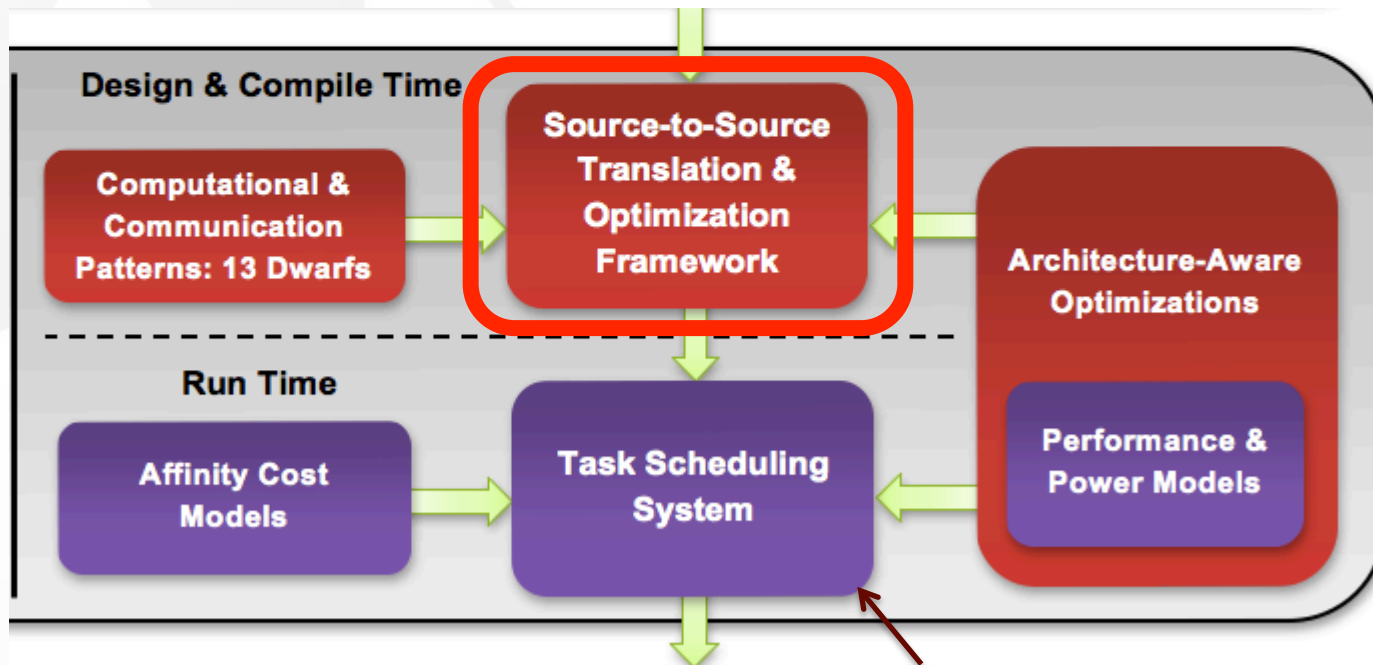 Design & Compile Time
Source-to-Source
Translation &
Optimization
Framework
Computational &
Communication
Patterns: 13 Dwarfs
Architecture-Aware
Optimizations
Run Time
Affinity Cost
Models
Task Scheduling
System
Performance &
Power Models